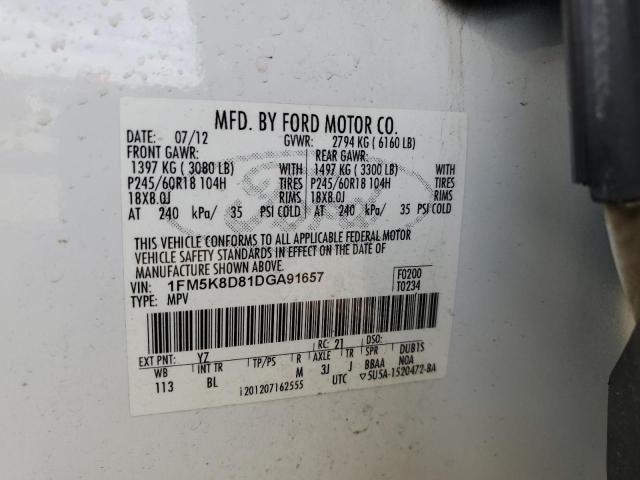 MFD. BY FORD MOTOR CO.
DATE: 07/12 GVWR: 2794 KG ( 6160 LB)
FRONT GAWR: REAR GAWR:
1397 KG ( 3080 LB) WITH 1497 KG ( 3300 LB) WITH
P245/60R18 104H TIRES P245/60R18 104H TIRES
18X8.0J RIMS 18X8.0J RIMS
AT 240 kPa/ 35 PSI COLD AT 240 kPa/ 35 PSI COLD
THIS VEHICLE CONFORMS TO ALL APPLICABLE FEDERAL MOTOR
VEHICLE SAFETY STANDARDS IN EFFECT ON THE DATE OF
MANUFACTURE SHOWN ABOVE.
VIN: 1FM5K8D81DGA91657 F0200
TYPE: MPV T0234
EXT PNT: YZ RC: 21 DSO:
WB INT TR TP/PS R AXLE TR SPR DUB1S
113 BL M 3J J BBAA NOA
i201207162555 UTC ▽5U5A-1520472-BA
Ford